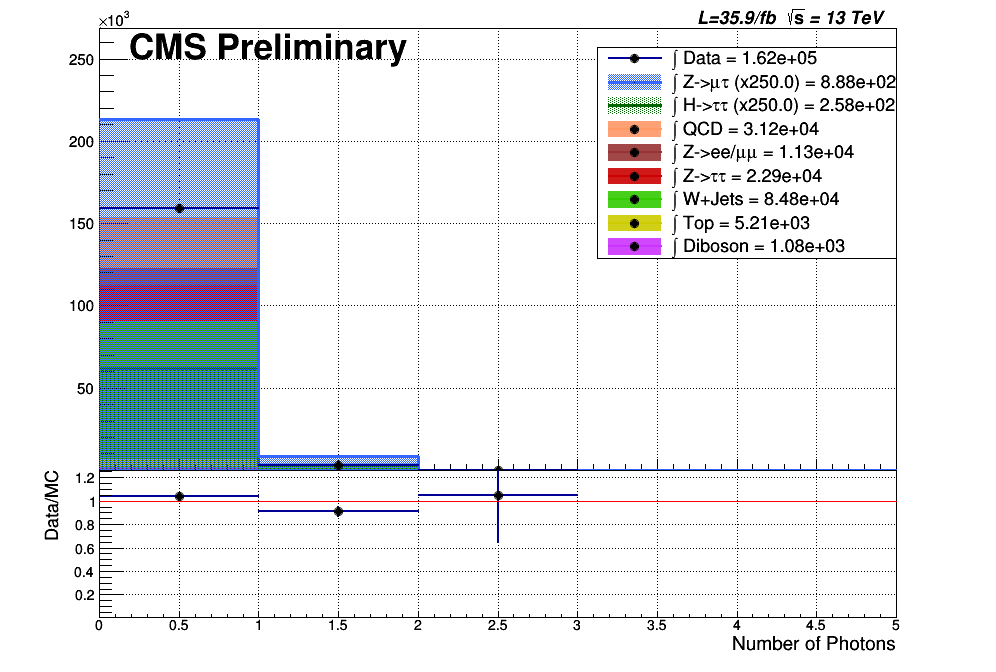 ×10³
L=35.9/fb √s = 13 TeV
CMS Preliminary
250
200
150
100
50
∫ Data = 1.62e+05
∫ Z->μτ (x250.0) = 8.88e+02
∫ H->ττ (x250.0) = 2.58e+02
∫ QCD = 3.12e+04
∫ Z->ee/μμ = 1.13e+04
∫ Z->ττ = 2.29e+04
∫ W+Jets = 8.48e+04
∫ Top = 5.21e+03
∫ Diboson = 1.08e+03
Data/MC
1.2
1
0.8
0.6
0.4
0.2
0 0.5 1 1.5 2 2.5 3 3.5 4 4.5 5
Number of Photons